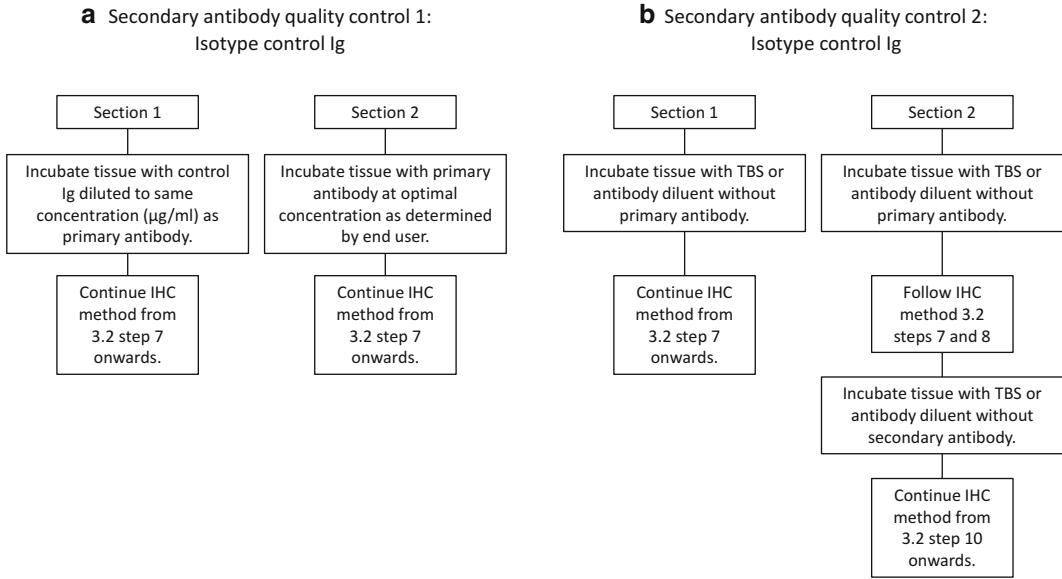 a Secondary antibody quality control 1:
Isotype control Ig
Section 1
Incubate tissue with control
Ig diluted to same
concentration (µg/ml) as
primary antibody.
Continue IHC
method from
3.2 step 7
onwards.
Section 2
Incubate tissue with primary
antibody at optimal
concentration as determined
by end user.
Continue IHC
method from
3.2 step 7
onwards.
b Secondary antibody quality control 2:
Isotype control Ig
Section 1
Incubate tissue with TBS or
antibody diluent without
primary antibody.
Continue IHC
method from
3.2 step 7
onwards.
Section 2
Incubate tissue with TBS or
antibody diluent without
primary antibody.
Follow IHC
method 3.2
steps 7 and 8
Incubate tissue with TBS or
antibody diluent without
secondary antibody.
Continue IHC
method from
3.2 step 10
onwards.